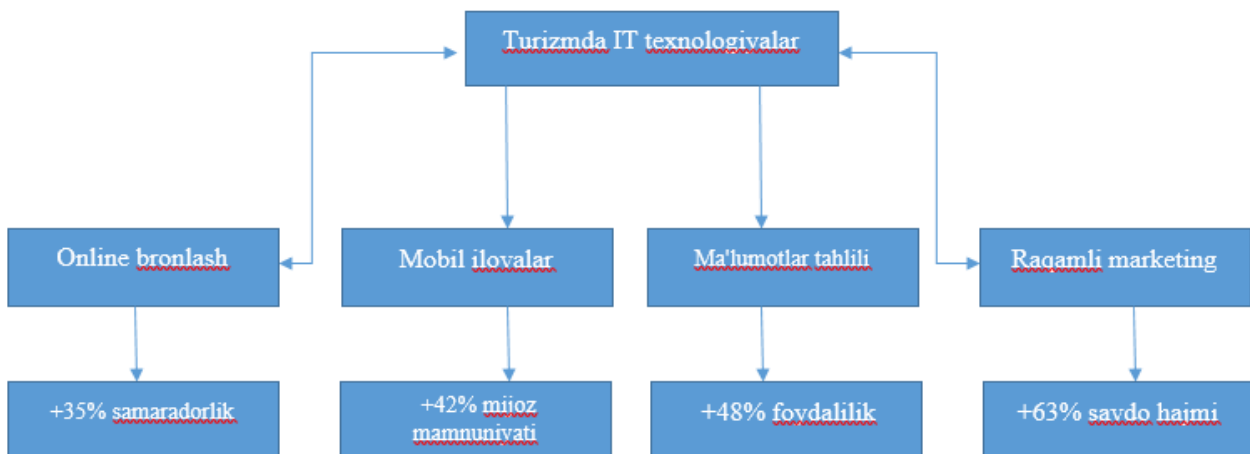 Turizmda IT texnologiyalar
Online bronlash
Mobil ilovalar
Ma'lumotlar tahlili
Raqamli marketing
+35% samaradorlik
+42% mijoz
mamnuniyati
+48% foydalilik
+63% savdo hajmi